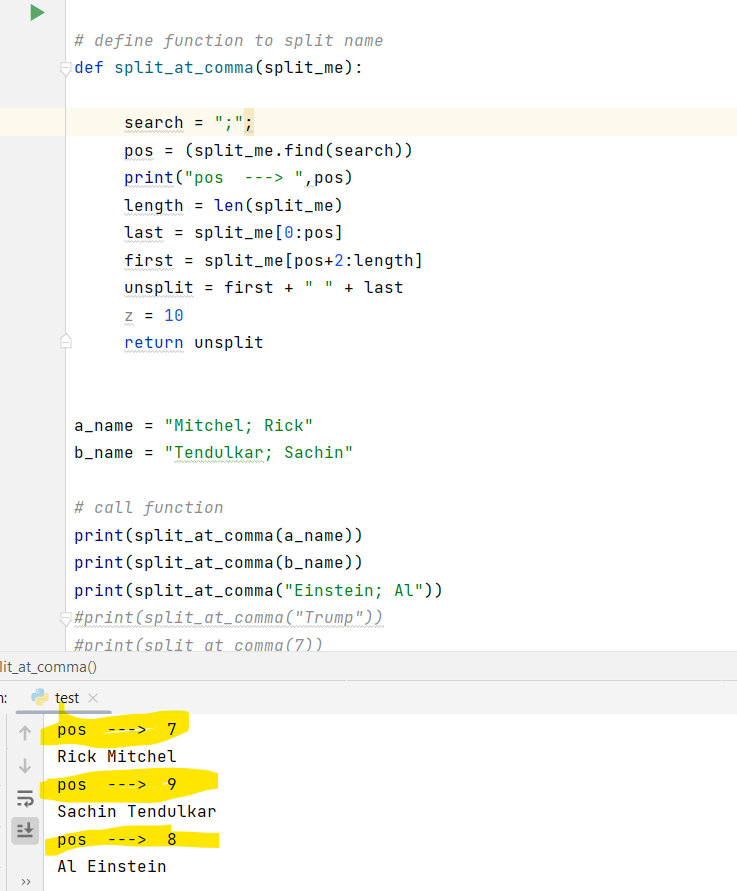 # define function to split name
def split_at_comma(split_me):
search = ";";
pos = (split_me.find(search))
print("pos  ---> ",pos)
length = len(split_me)
last = split_me[0:pos]
first = split_me[pos+2:length]
unsplit = first + " " + last
z = 10
return unsplit
a_name = "Mitchel; Rick"
b_name = "Tendulkar; Sachin"
# call function
print(split_at_comma(a_name))
print(split_at_comma(b_name))
print(split_at_comma("Einstein; Al"))
#print(split_at_comma("Trump"))
#print(split_at_comma(7))
lit_at_comma()
n: test ×
pos  --->  7
Rick Mitchel
pos  --->  9
Sachin Tendulkar
pos  --->  8
Al Einstein